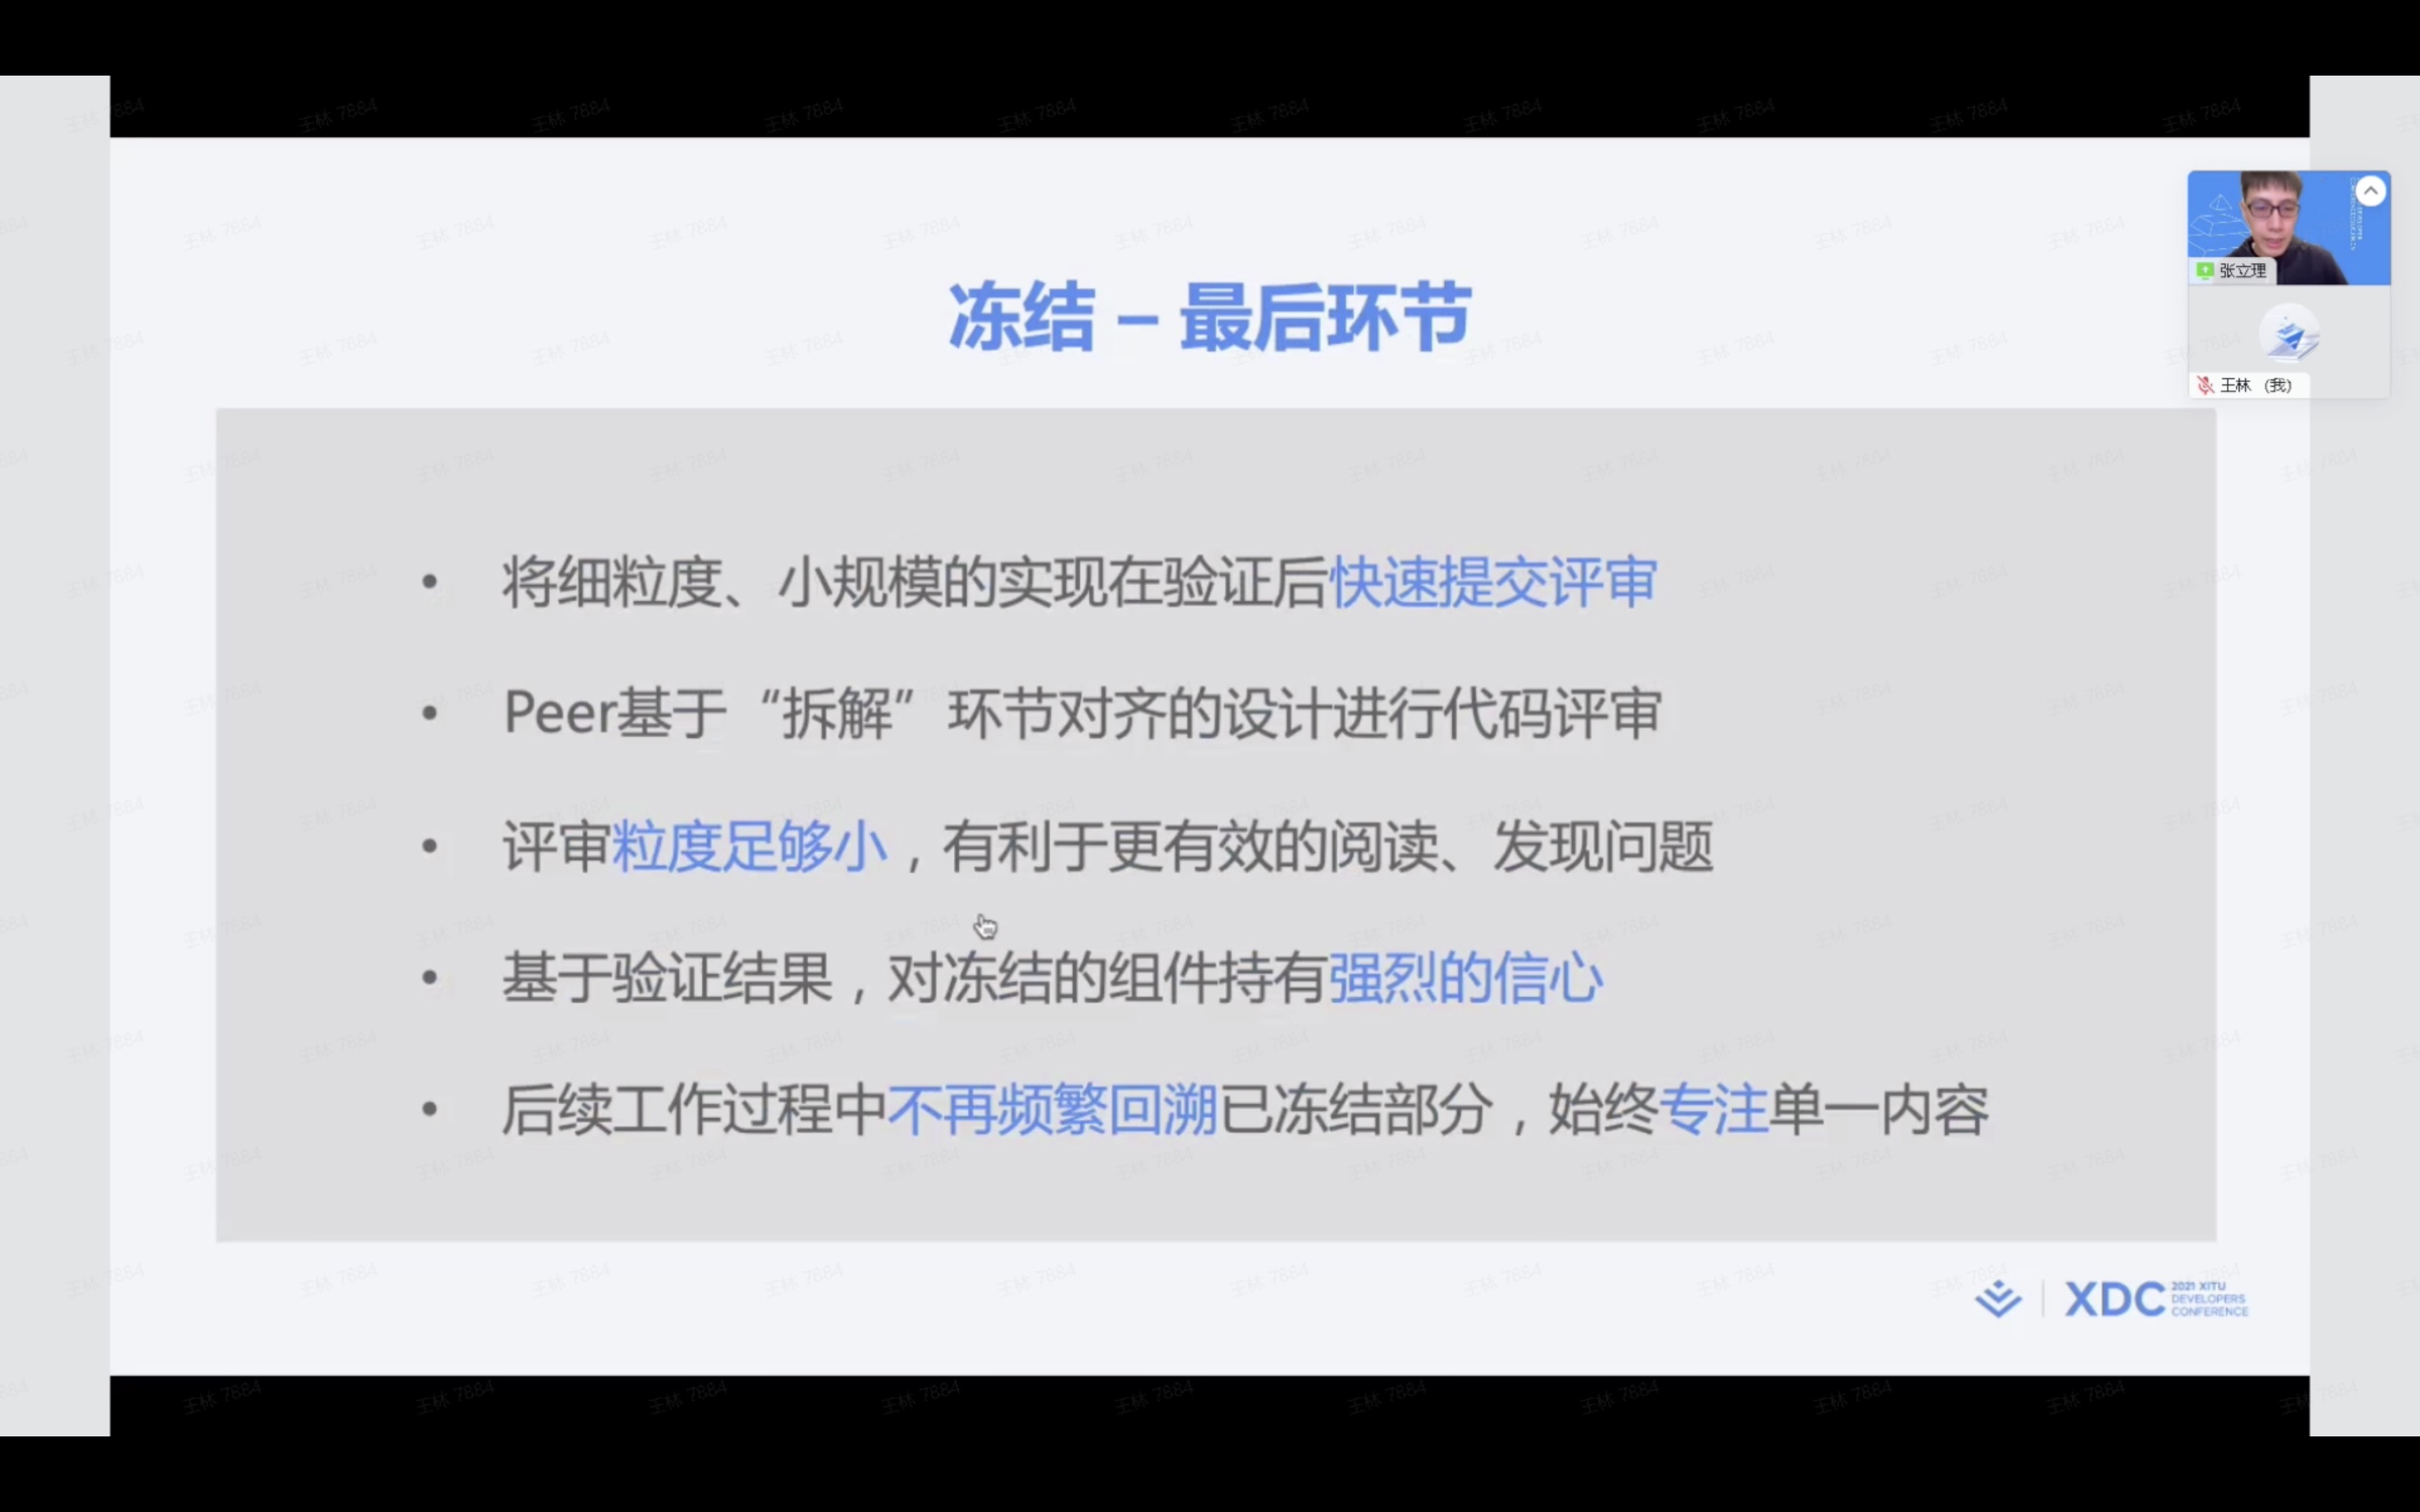 冻结 – 最后环节
张立理
王林 (我)
• 将细粒度、小规模的实现在验证后快速提交评审
• Peer基于“拆解”环节对齐的设计进行代码评审
• 评审粒度足够小，有利于更有效的阅读、发现问题
• 基于验证结果，对冻结的组件持有强烈的信心
• 后续工作过程中不再频繁回溯已冻结部分，始终专注单一内容
XDC
2021 XITU
DEVELOPERS
CONFERENCE
王林 7884